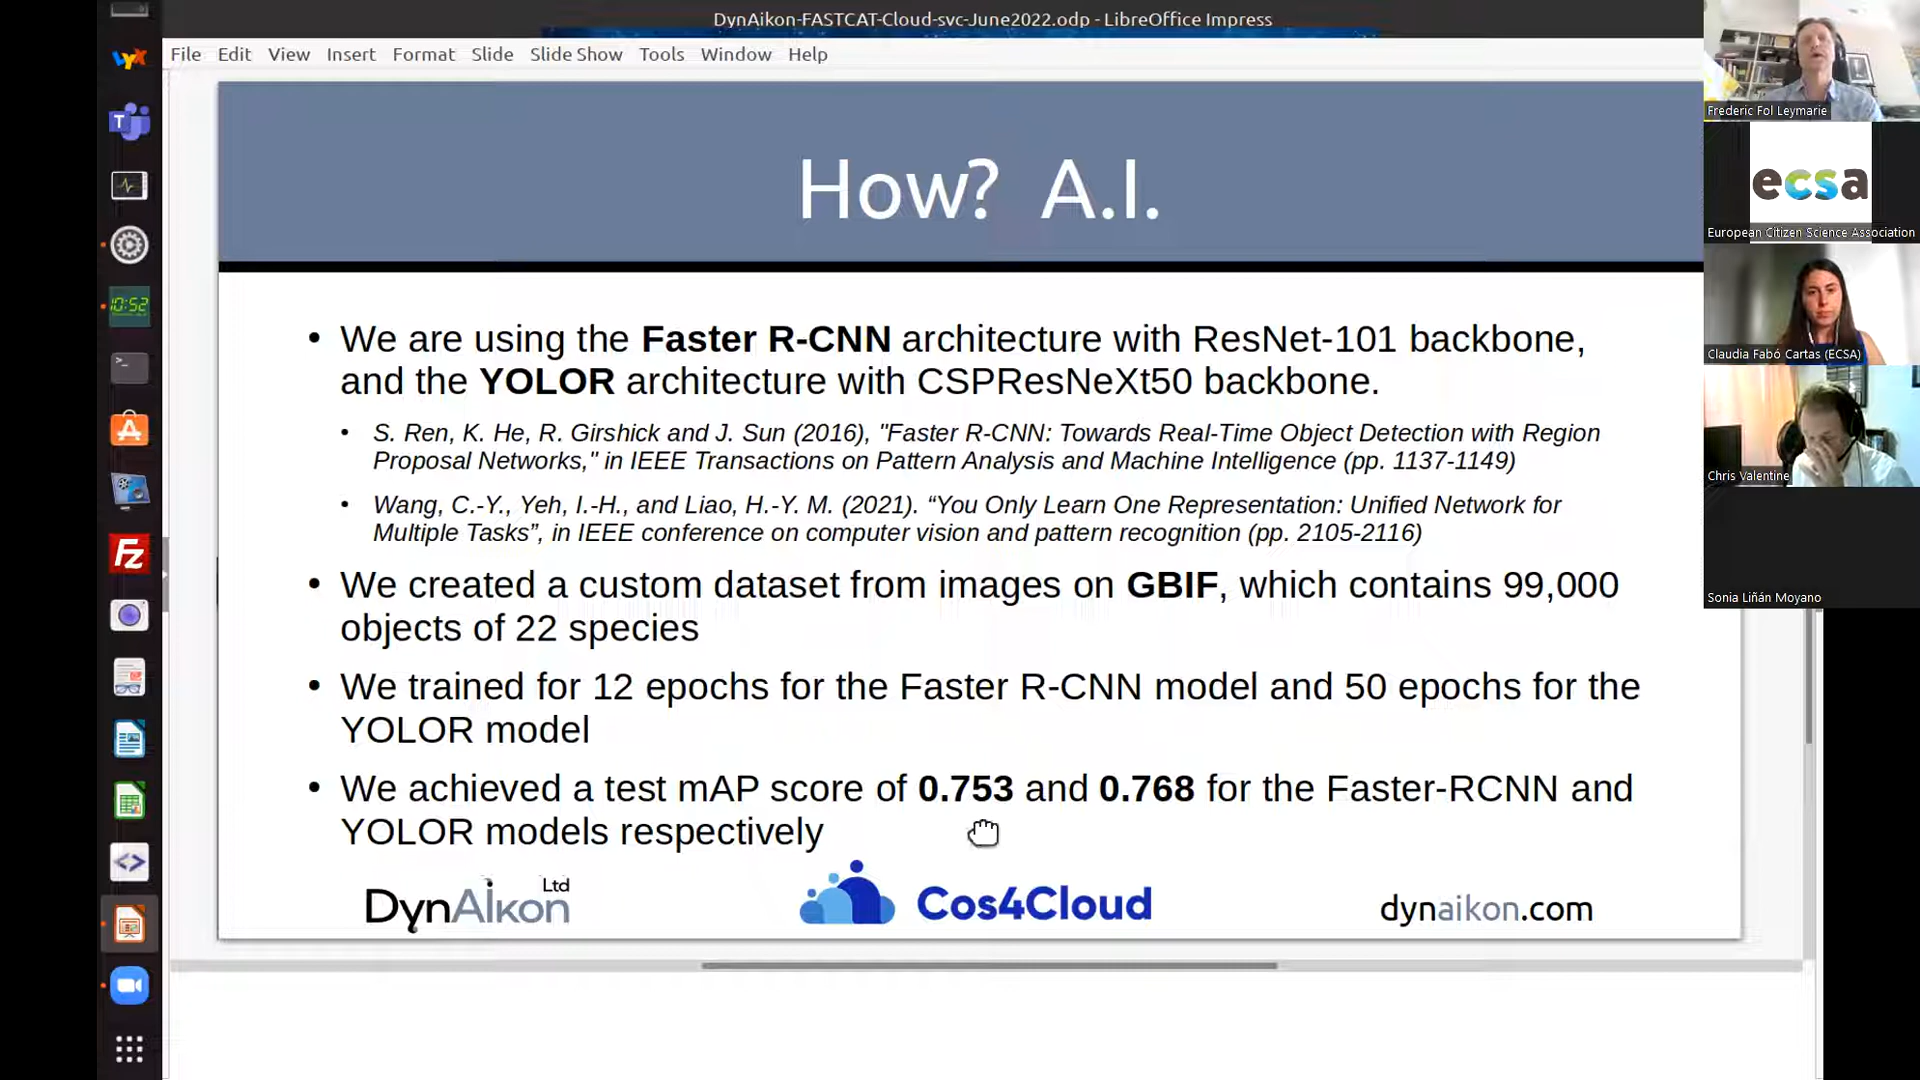 DynAikon-FASTCAT-Cloud-svc-June2022.odp - LibreOffice Impress
File Edit View Insert Format Slide Slide Show Tools Window Help
How? A.I.
• We are using the Faster R-CNN architecture with ResNet-101 backbone,
and the YOLOR architecture with CSPResNeXt50 backbone.
• S. Ren, K. He, R. Girshick and J. Sun (2016), "Faster R-CNN: Towards Real-Time Object Detection with Region
Proposal Networks," in IEEE Transactions on Pattern Analysis and Machine Intelligence (pp. 1137-1149)
• Wang, C.-Y., Yeh, I.-H., and Liao, H.-Y. M. (2021). “You Only Learn One Representation: Unified Network for
Multiple Tasks”, in IEEE conference on computer vision and pattern recognition (pp. 2105-2116)
• We created a custom dataset from images on GBIF, which contains 99,000
objects of 22 species
• We trained for 12 epochs for the Faster R-CNN model and 50 epochs for the
YOLOR model
• We achieved a test mAP score of 0.753 and 0.768 for the Faster-RCNN and
YOLOR models respectively
DynAikon Ltd
Cos4Cloud
dynaikon.com
LyX
T
10:52
>_
A
FZ
<>
Frederic Fol Leymarie
ecsa
European Citizen Science Association
Claudia Fabó Cartas (ECSA)
Chris Valentine
Sonia Liñán Moyano